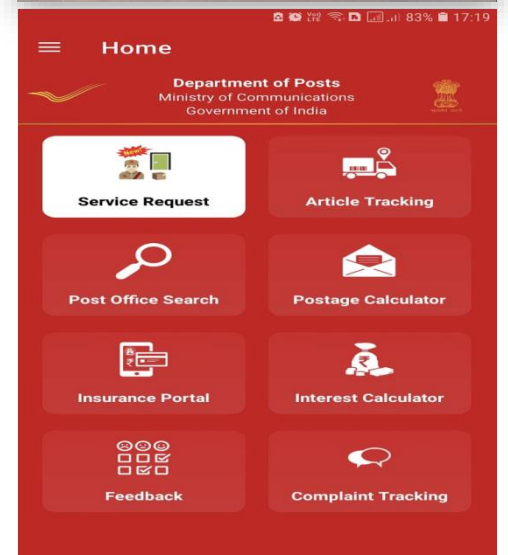 83% 17:19
Home
Department of Posts
Ministry of Communications
Government of India
New!
Service Request
Article Tracking
Post Office Search
Postage Calculator
Insurance Portal
Interest Calculator
Feedback
Complaint Tracking